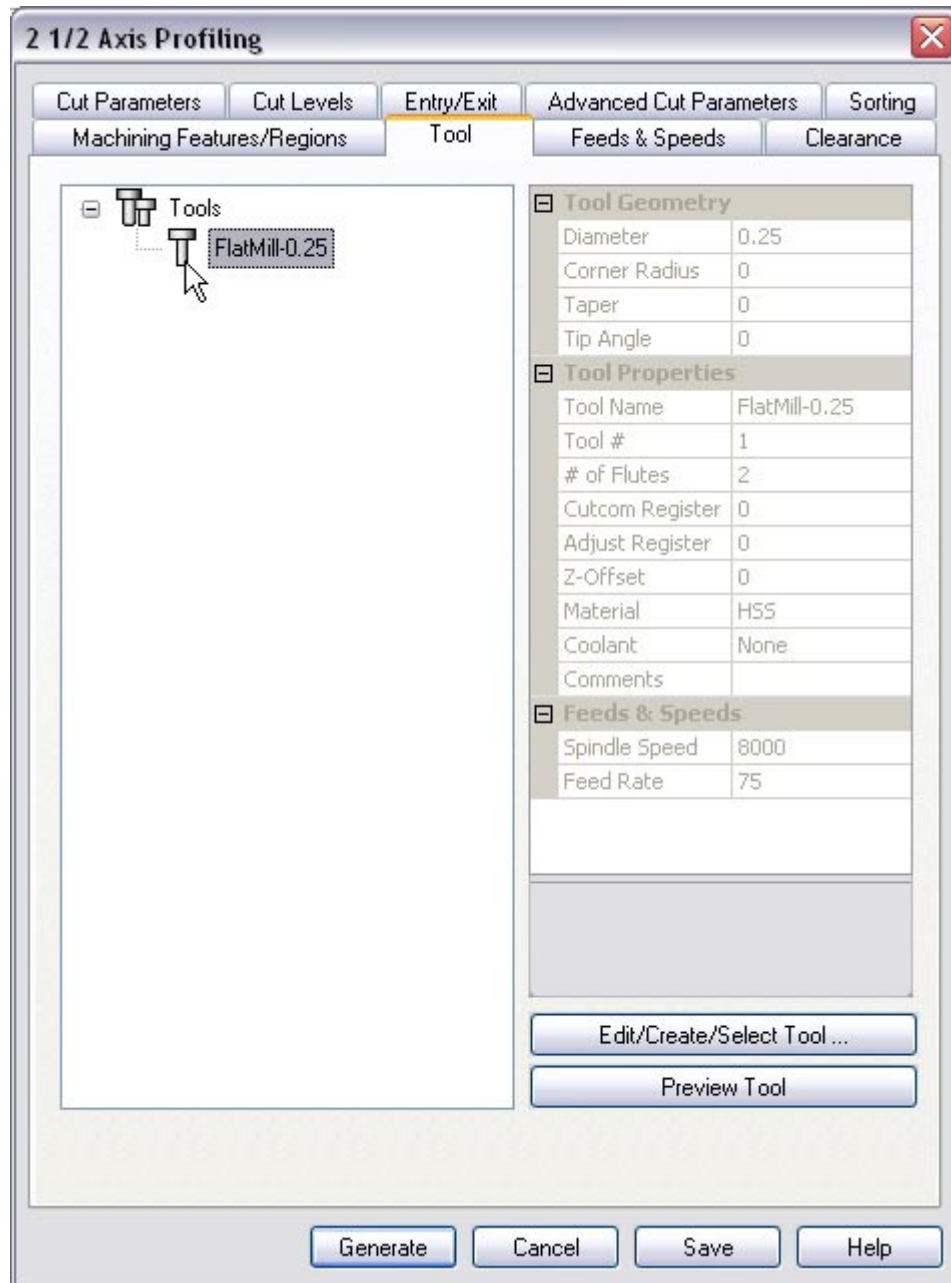 2 1/2 Axis Profiling
Cut Parameters Cut Levels Entry/Exit Advanced Cut Parameters Sorting
Machining Features/Regions Tool Feeds & Speeds Clearance
Tools
FlatMill-0.25
Tool Geometry
Diameter 0.25
Corner Radius 0
Taper 0
Tip Angle 0
Tool Properties
Tool Name FlatMill-0.25
Tool # 1
# of Flutes 2
Cutcom Register 0
Adjust Register 0
Z-Offset 0
Material HSS
Coolant None
Comments
Feeds & Speeds
Spindle Speed 8000
Feed Rate 75
Edit/Create/Select Tool ...
Preview Tool
Generate Cancel Save Help